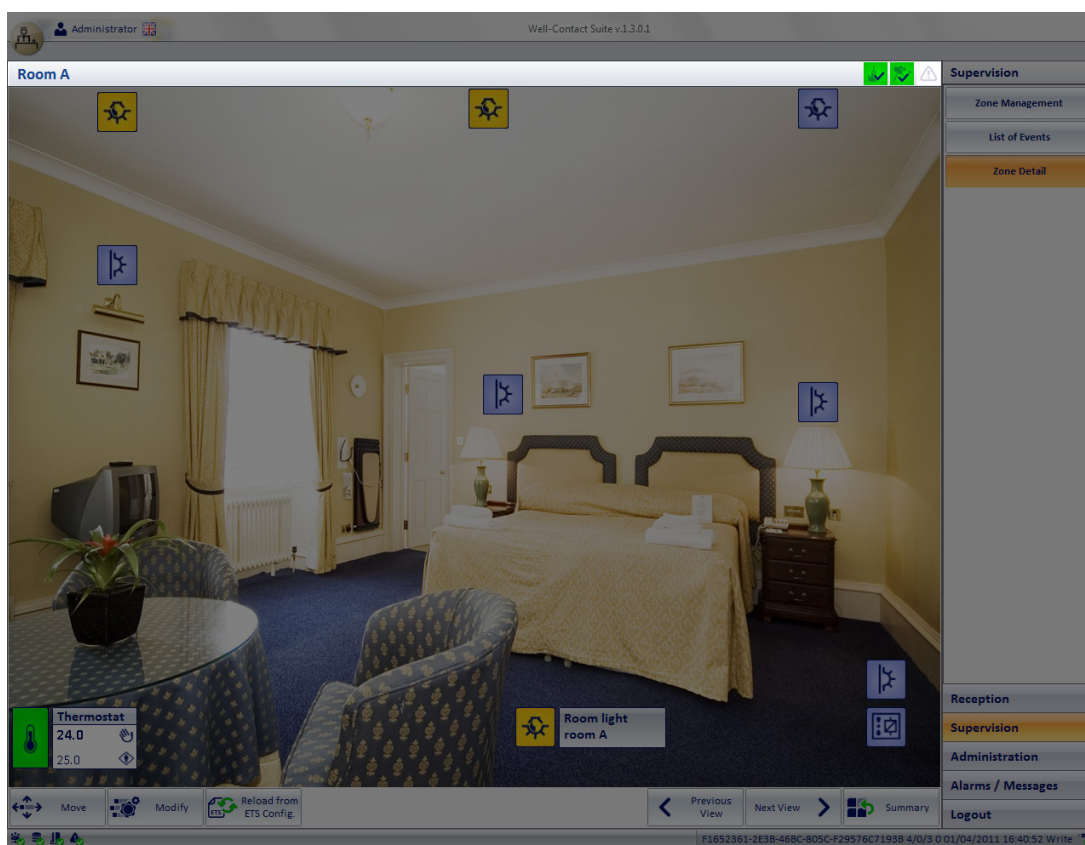 Administrator
Well-Contact Suite v.1.3.0.1
Room A
Supervision
Zone Management
List of Events
Zone Detail
Thermostat
24.0
25.0
Room light
room A
Reception
Supervision
Administration
Alarms / Messages
Logout
Move
Modify
ETS
Reload from
ETS Config.
Previous
View
Next View
Summary
F1652361-2E3B-46BC-805C-F29576C7193B 4/0/3 0 01/04/2011 16:40:52 Write